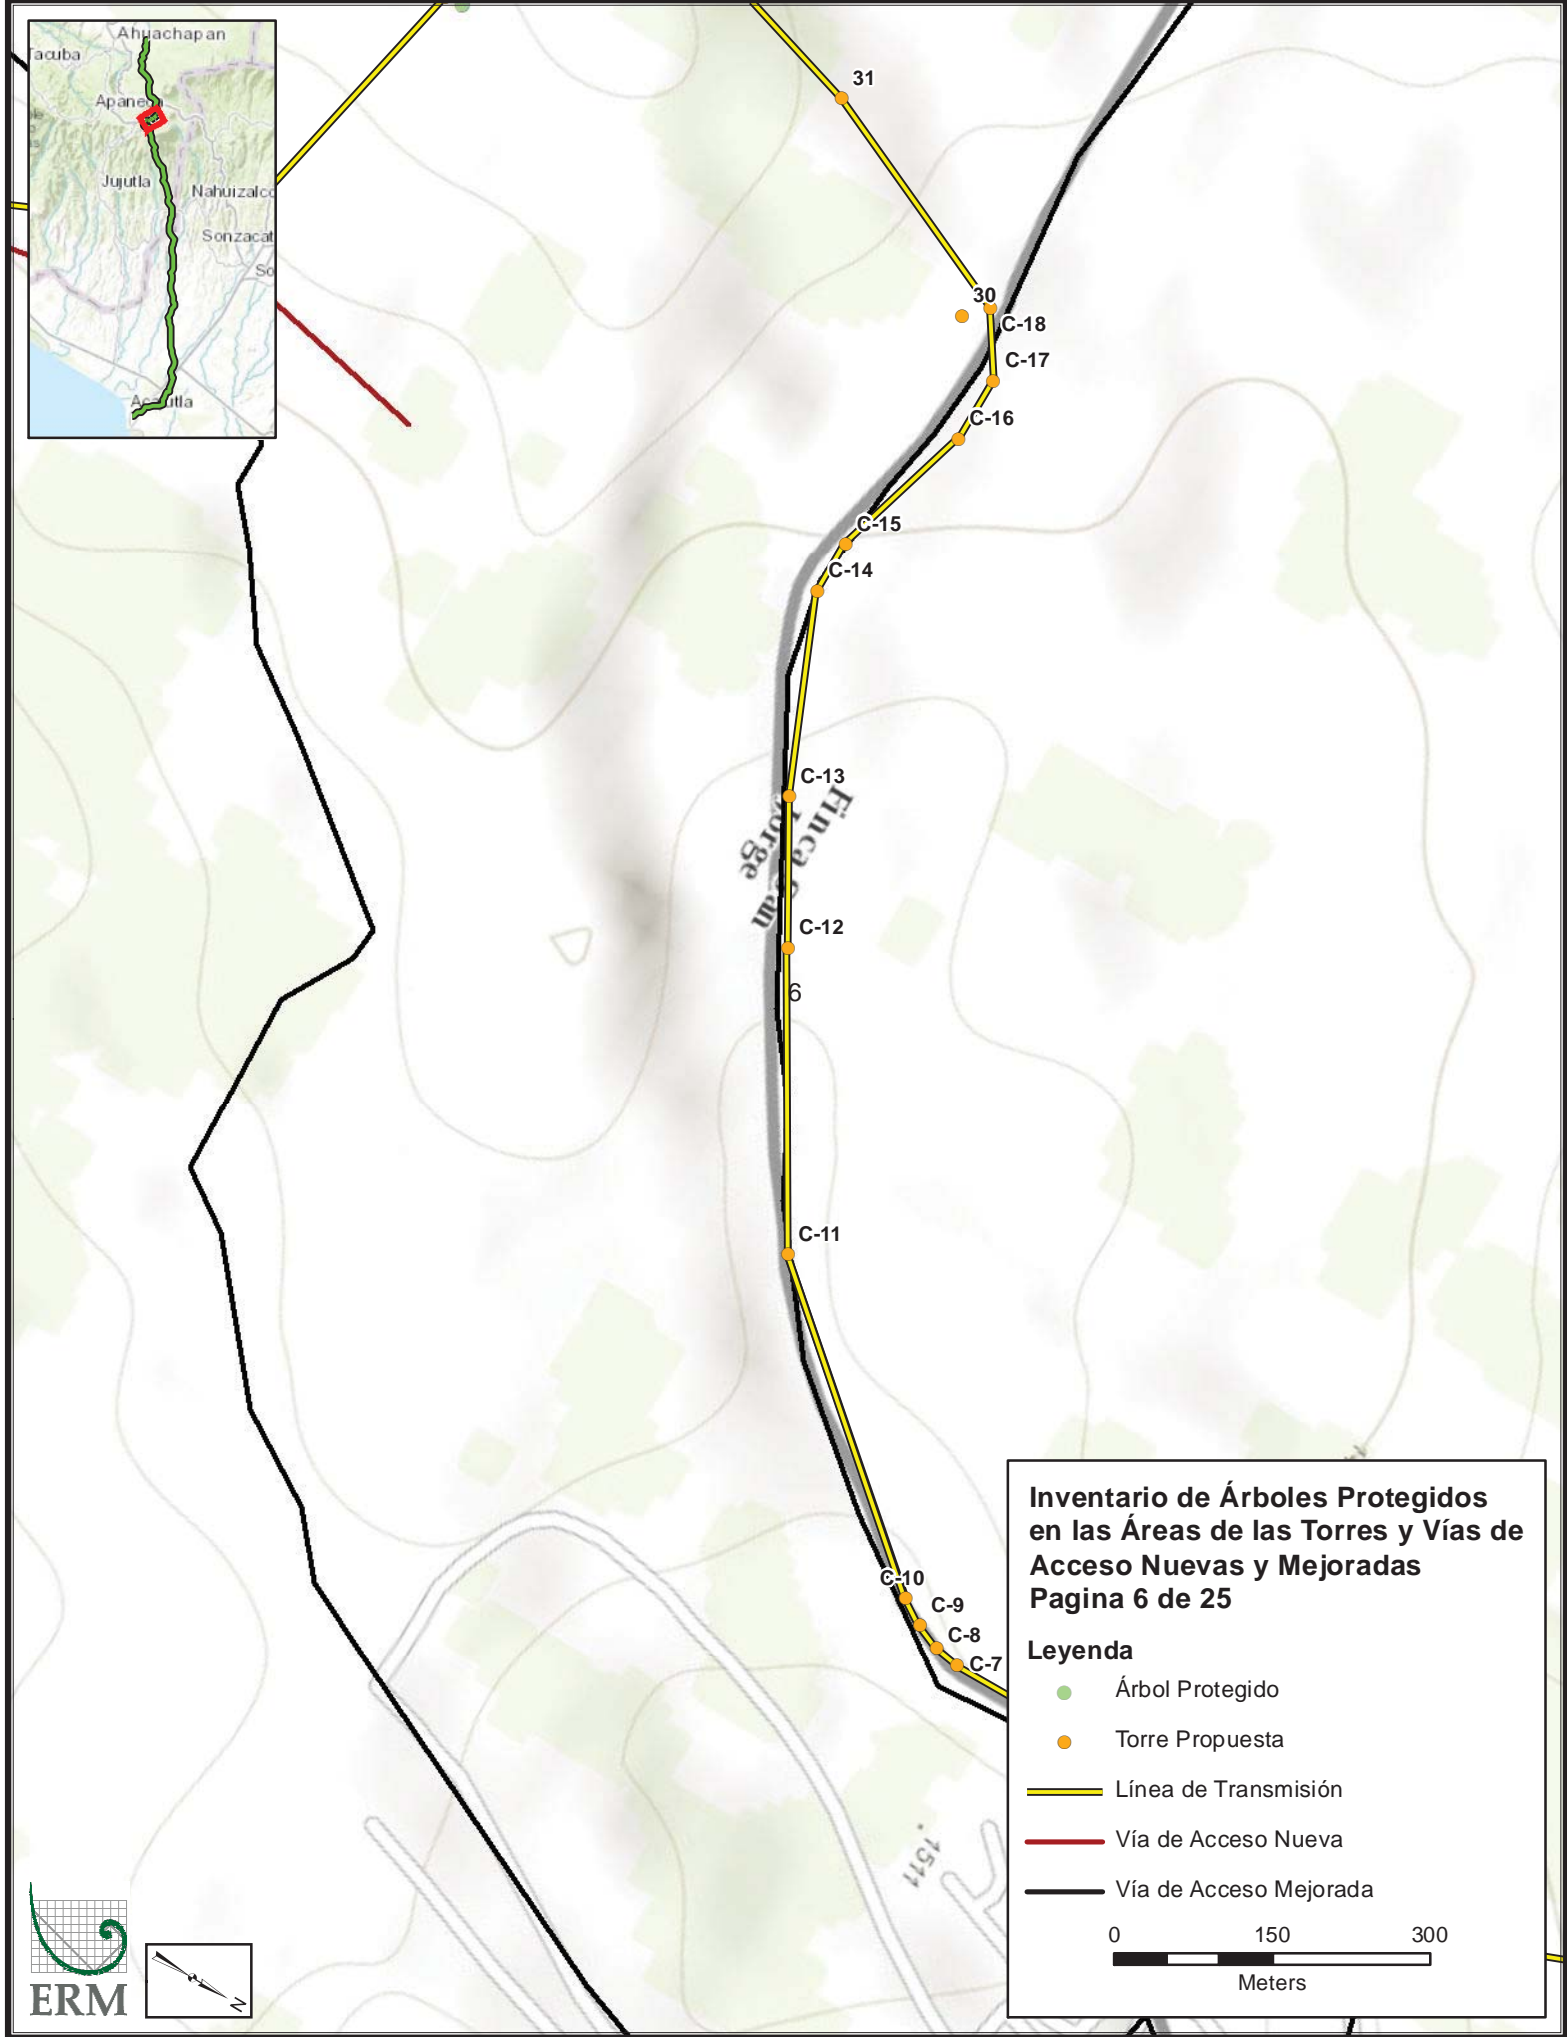 Ahuachapan
Tacuba
Jujutla
Nahuizalco
Sonzacat
So
31
30
C-18
C-17
C-16
C-15
C-14
C-13
Finca San
Jorge
C-12
6
C-11
C-10
C-9
C-8
C-7
1511
Inventario de Árboles Protegidos
en las Áreas de las Torres y Vías de
Acceso Nuevas y Mejoradas
Pagina 6 de 25
Leyenda
Árbol Protegido
Torre Propuesta
Línea de Transmisión
Vía de Acceso Nueva
Vía de Acceso Mejorada
0 150 300
Meters
ERM
N